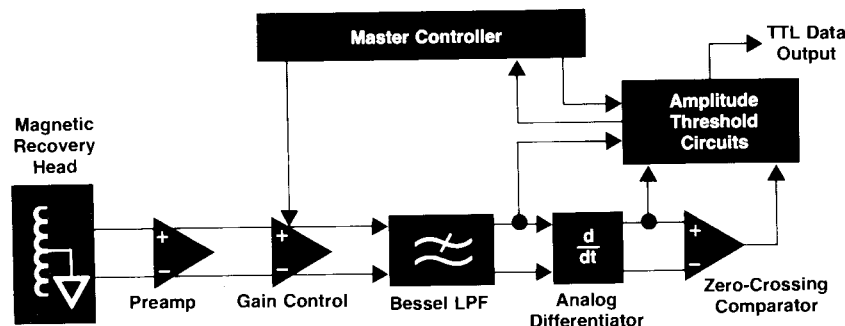 TTL Data
Output
Master Controller
Amplitude
Threshold
Circuits
Magnetic
Recovery
Head
+
−
Preamp
+
−
Gain Control
Bessel LPF
d
dt
Analog
Differentiator
+
−
Zero-Crossing
Comparator